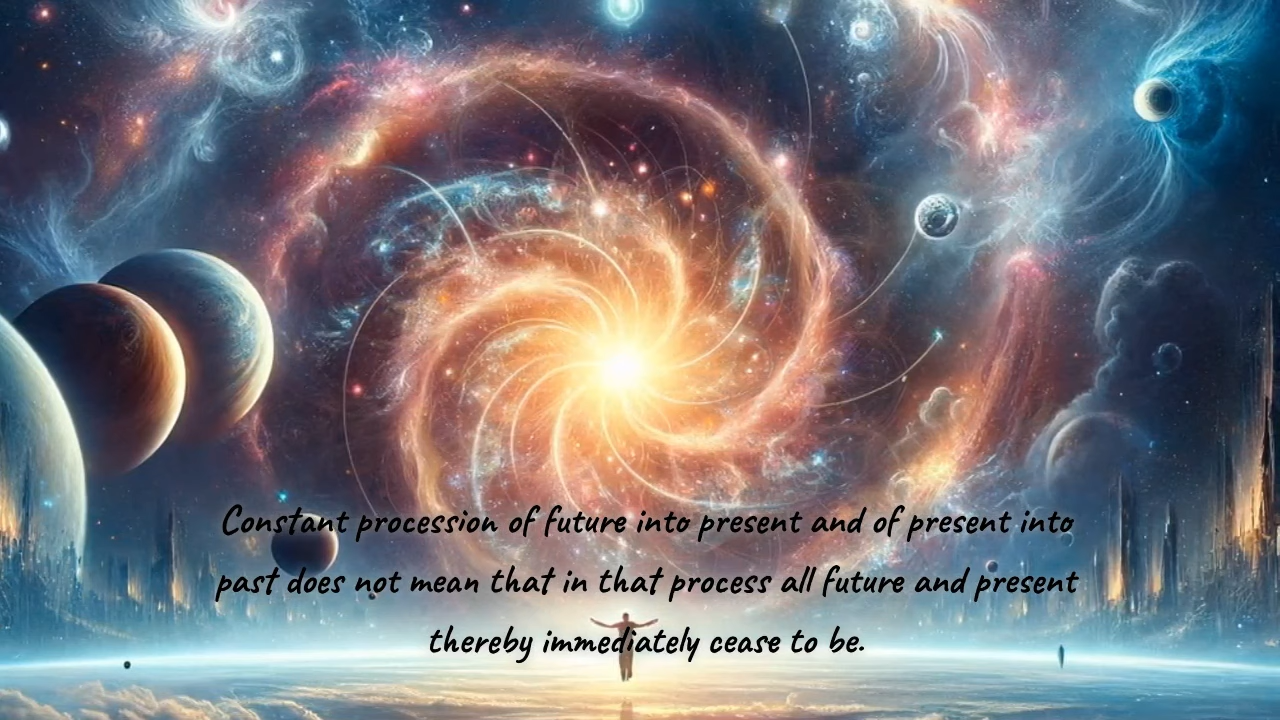 Constant procession of future into present and of present into
past does not mean that in that process all future and present
thereby immediately cease to be.